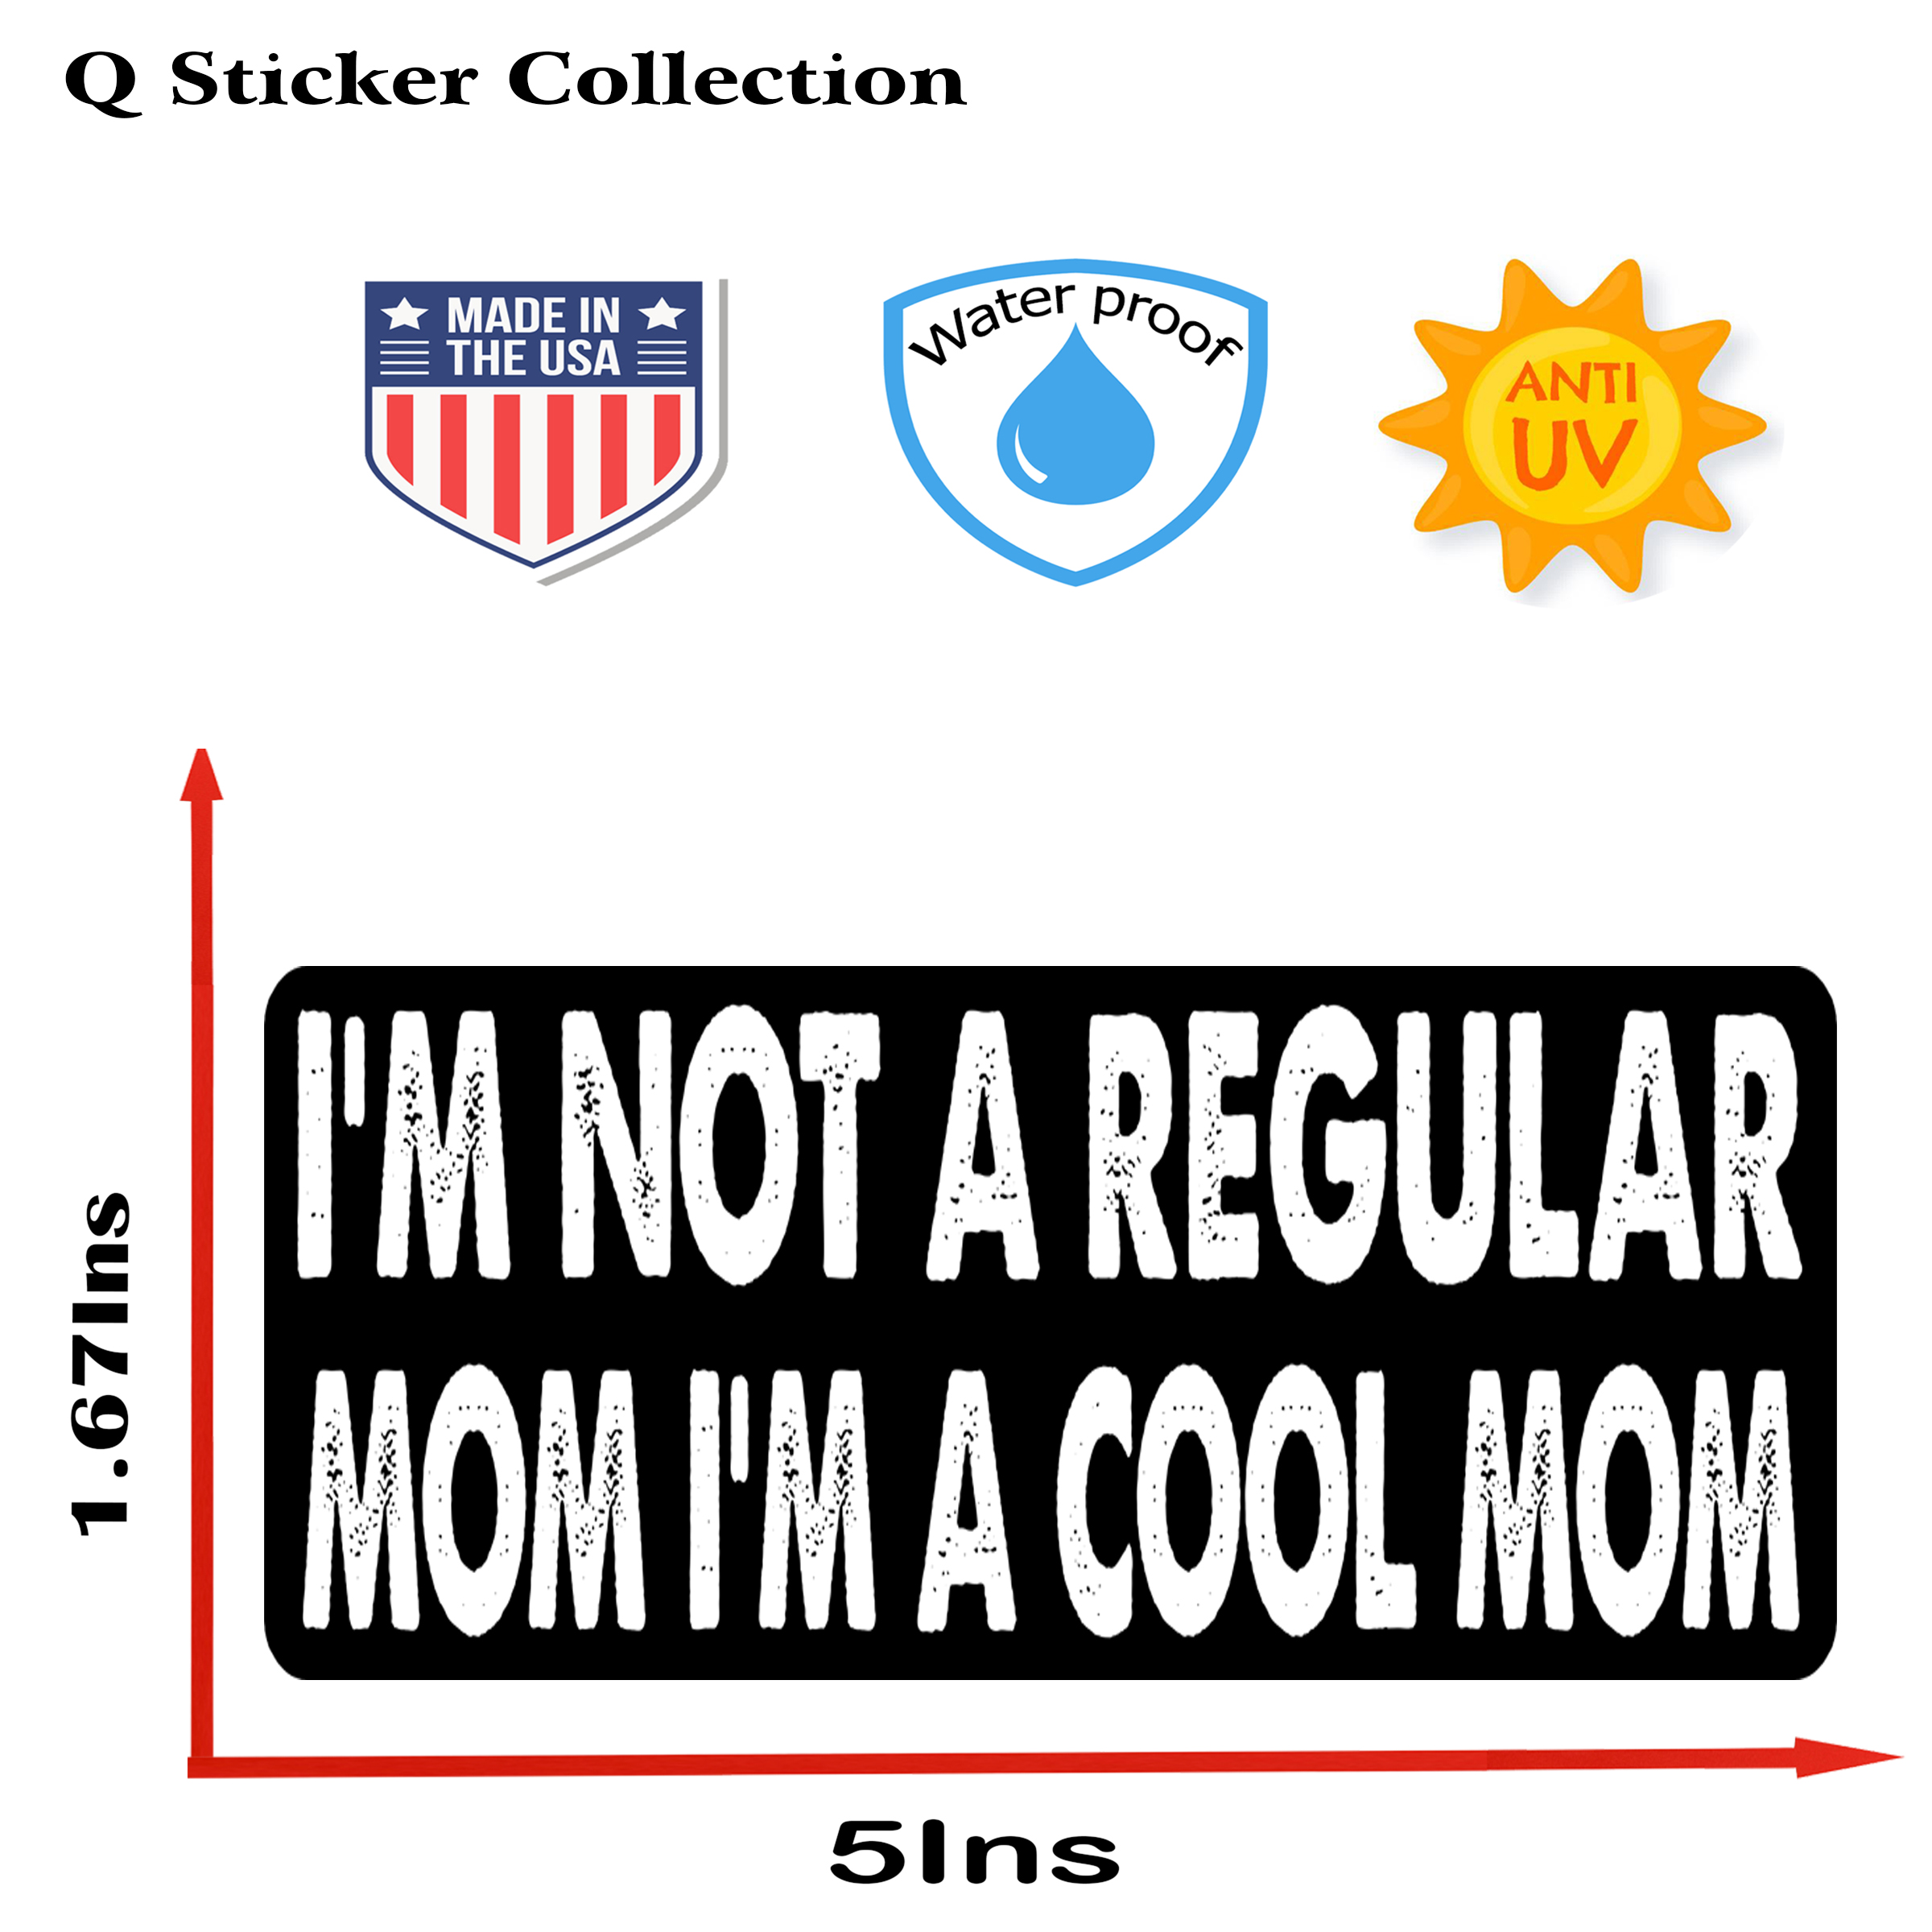 Q Sticker Collection
MADE IN
THE USA
Water proof
ANTI
UV
I'M NOT A REGULAR
MOM I'M A COOL MOM
1.67Ins
5Ins